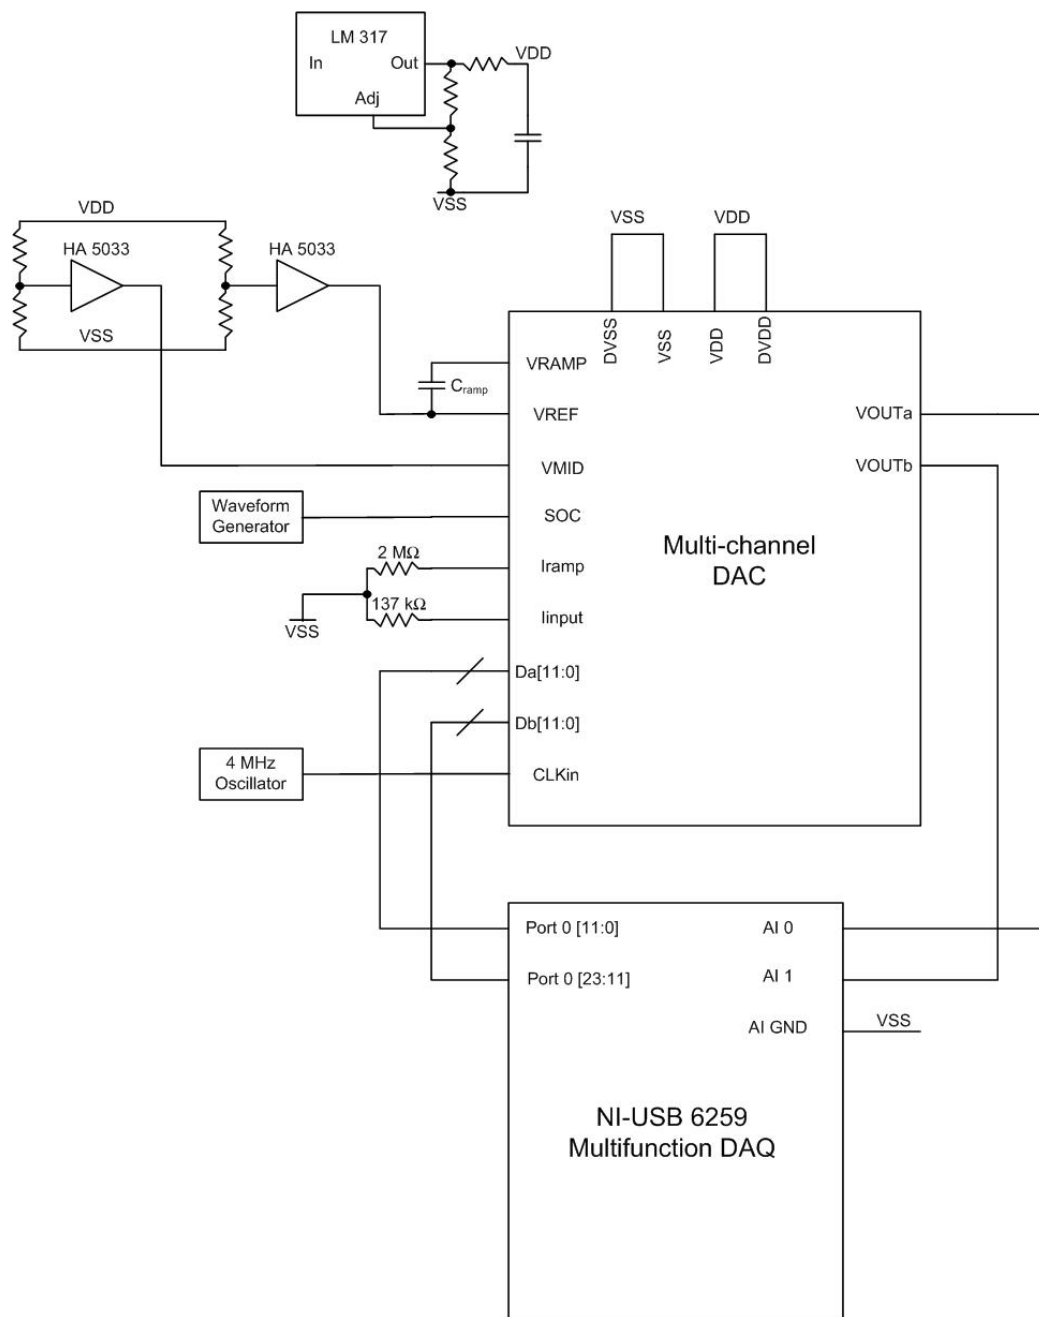 LM 317
In
Out
Adj
VDD
VSS
VDD
HA 5033
HA 5033
VSS
VSS
VDD
DVSS
VSS
VDD
DVDD
VRAMP
Cramp
VREF
VMID
SOC
Iramp
Iinput
Da[11:0]
Db[11:0]
CLKin
VOUTa
VOUTb
Multi-channel
DAC
Waveform
Generator
2 MΩ
137 kΩ
VSS
4 MHz
Oscillator
Port 0 [11:0]
AI 0
Port 0 [23:11]
AI 1
AI GND
VSS
NI-USB 6259
Multifunction DAQ